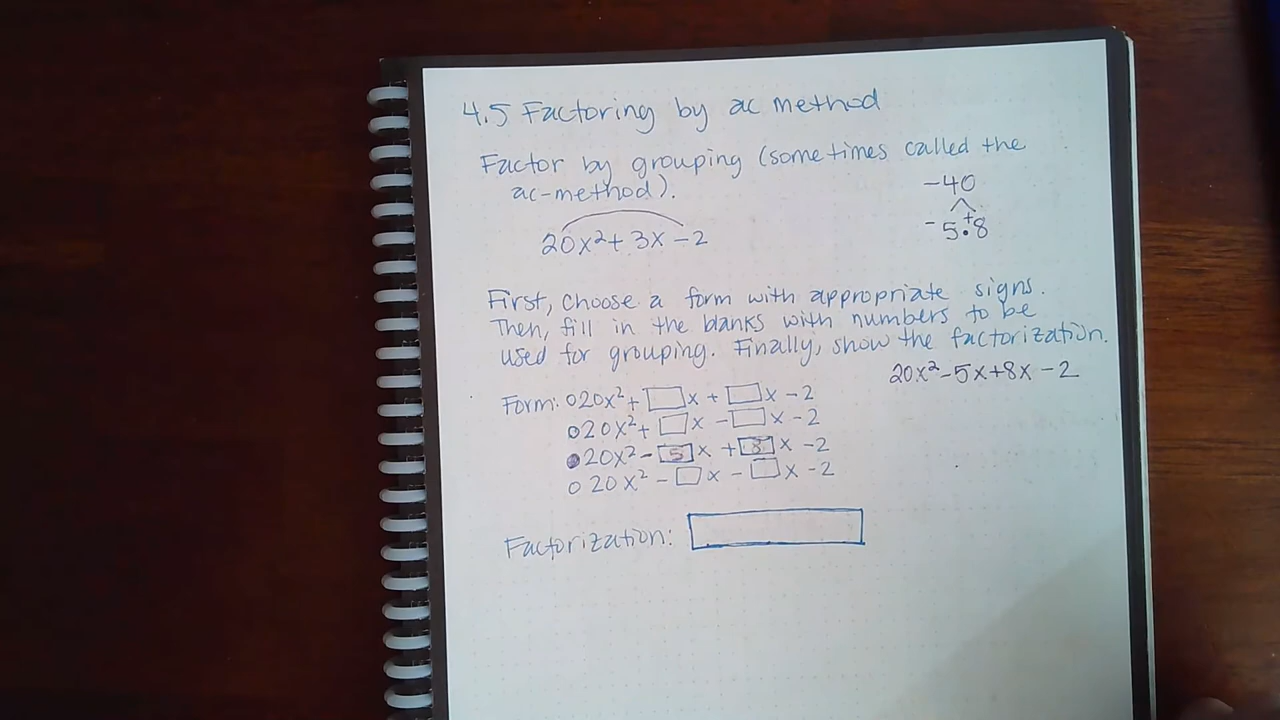 4.5 Factoring by ac method
Factor by grouping (sometimes called the
ac-method).
-40
-5 · +8
20x² + 3x - 2
First, choose a form with appropriate signs.
Then, fill in the blanks with numbers to be
used for grouping. Finally, show the factorization.
20x² - 5x + 8x - 2
Form: ○ 20x² + □x + □x - 2
○ 20x² + □x - □x - 2
● 20x² - 5x + 8x - 2
○ 20x² - □x - □x - 2
Factorization: